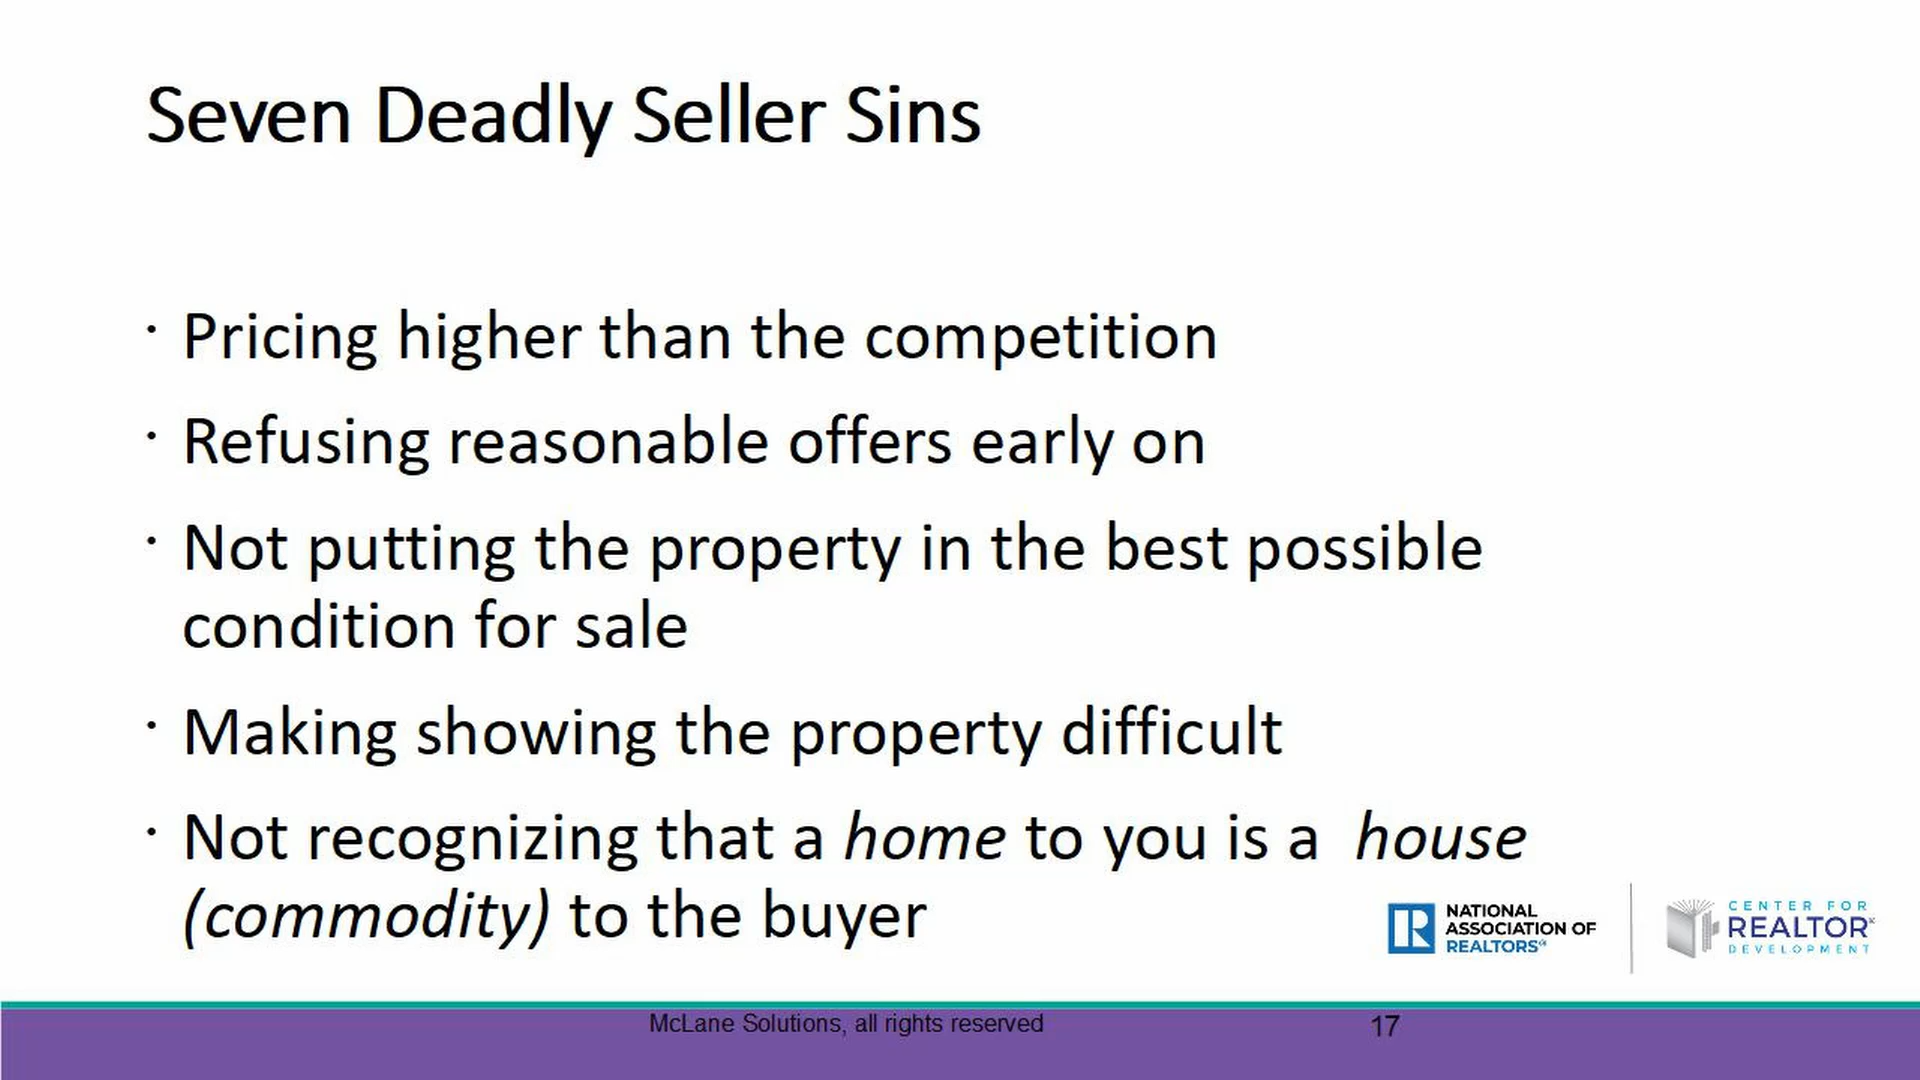 Seven Deadly Seller Sins
· Pricing higher than the competition
· Refusing reasonable offers early on
· Not putting the property in the best possible
condition for sale
· Making showing the property difficult
· Not recognizing that a home to you is a house
(commodity) to the buyer
NATIONAL
ASSOCIATION OF
REALTORS®
CENTER FOR
REALTOR®
DEVELOPMENT
McLane Solutions, all rights reserved
17